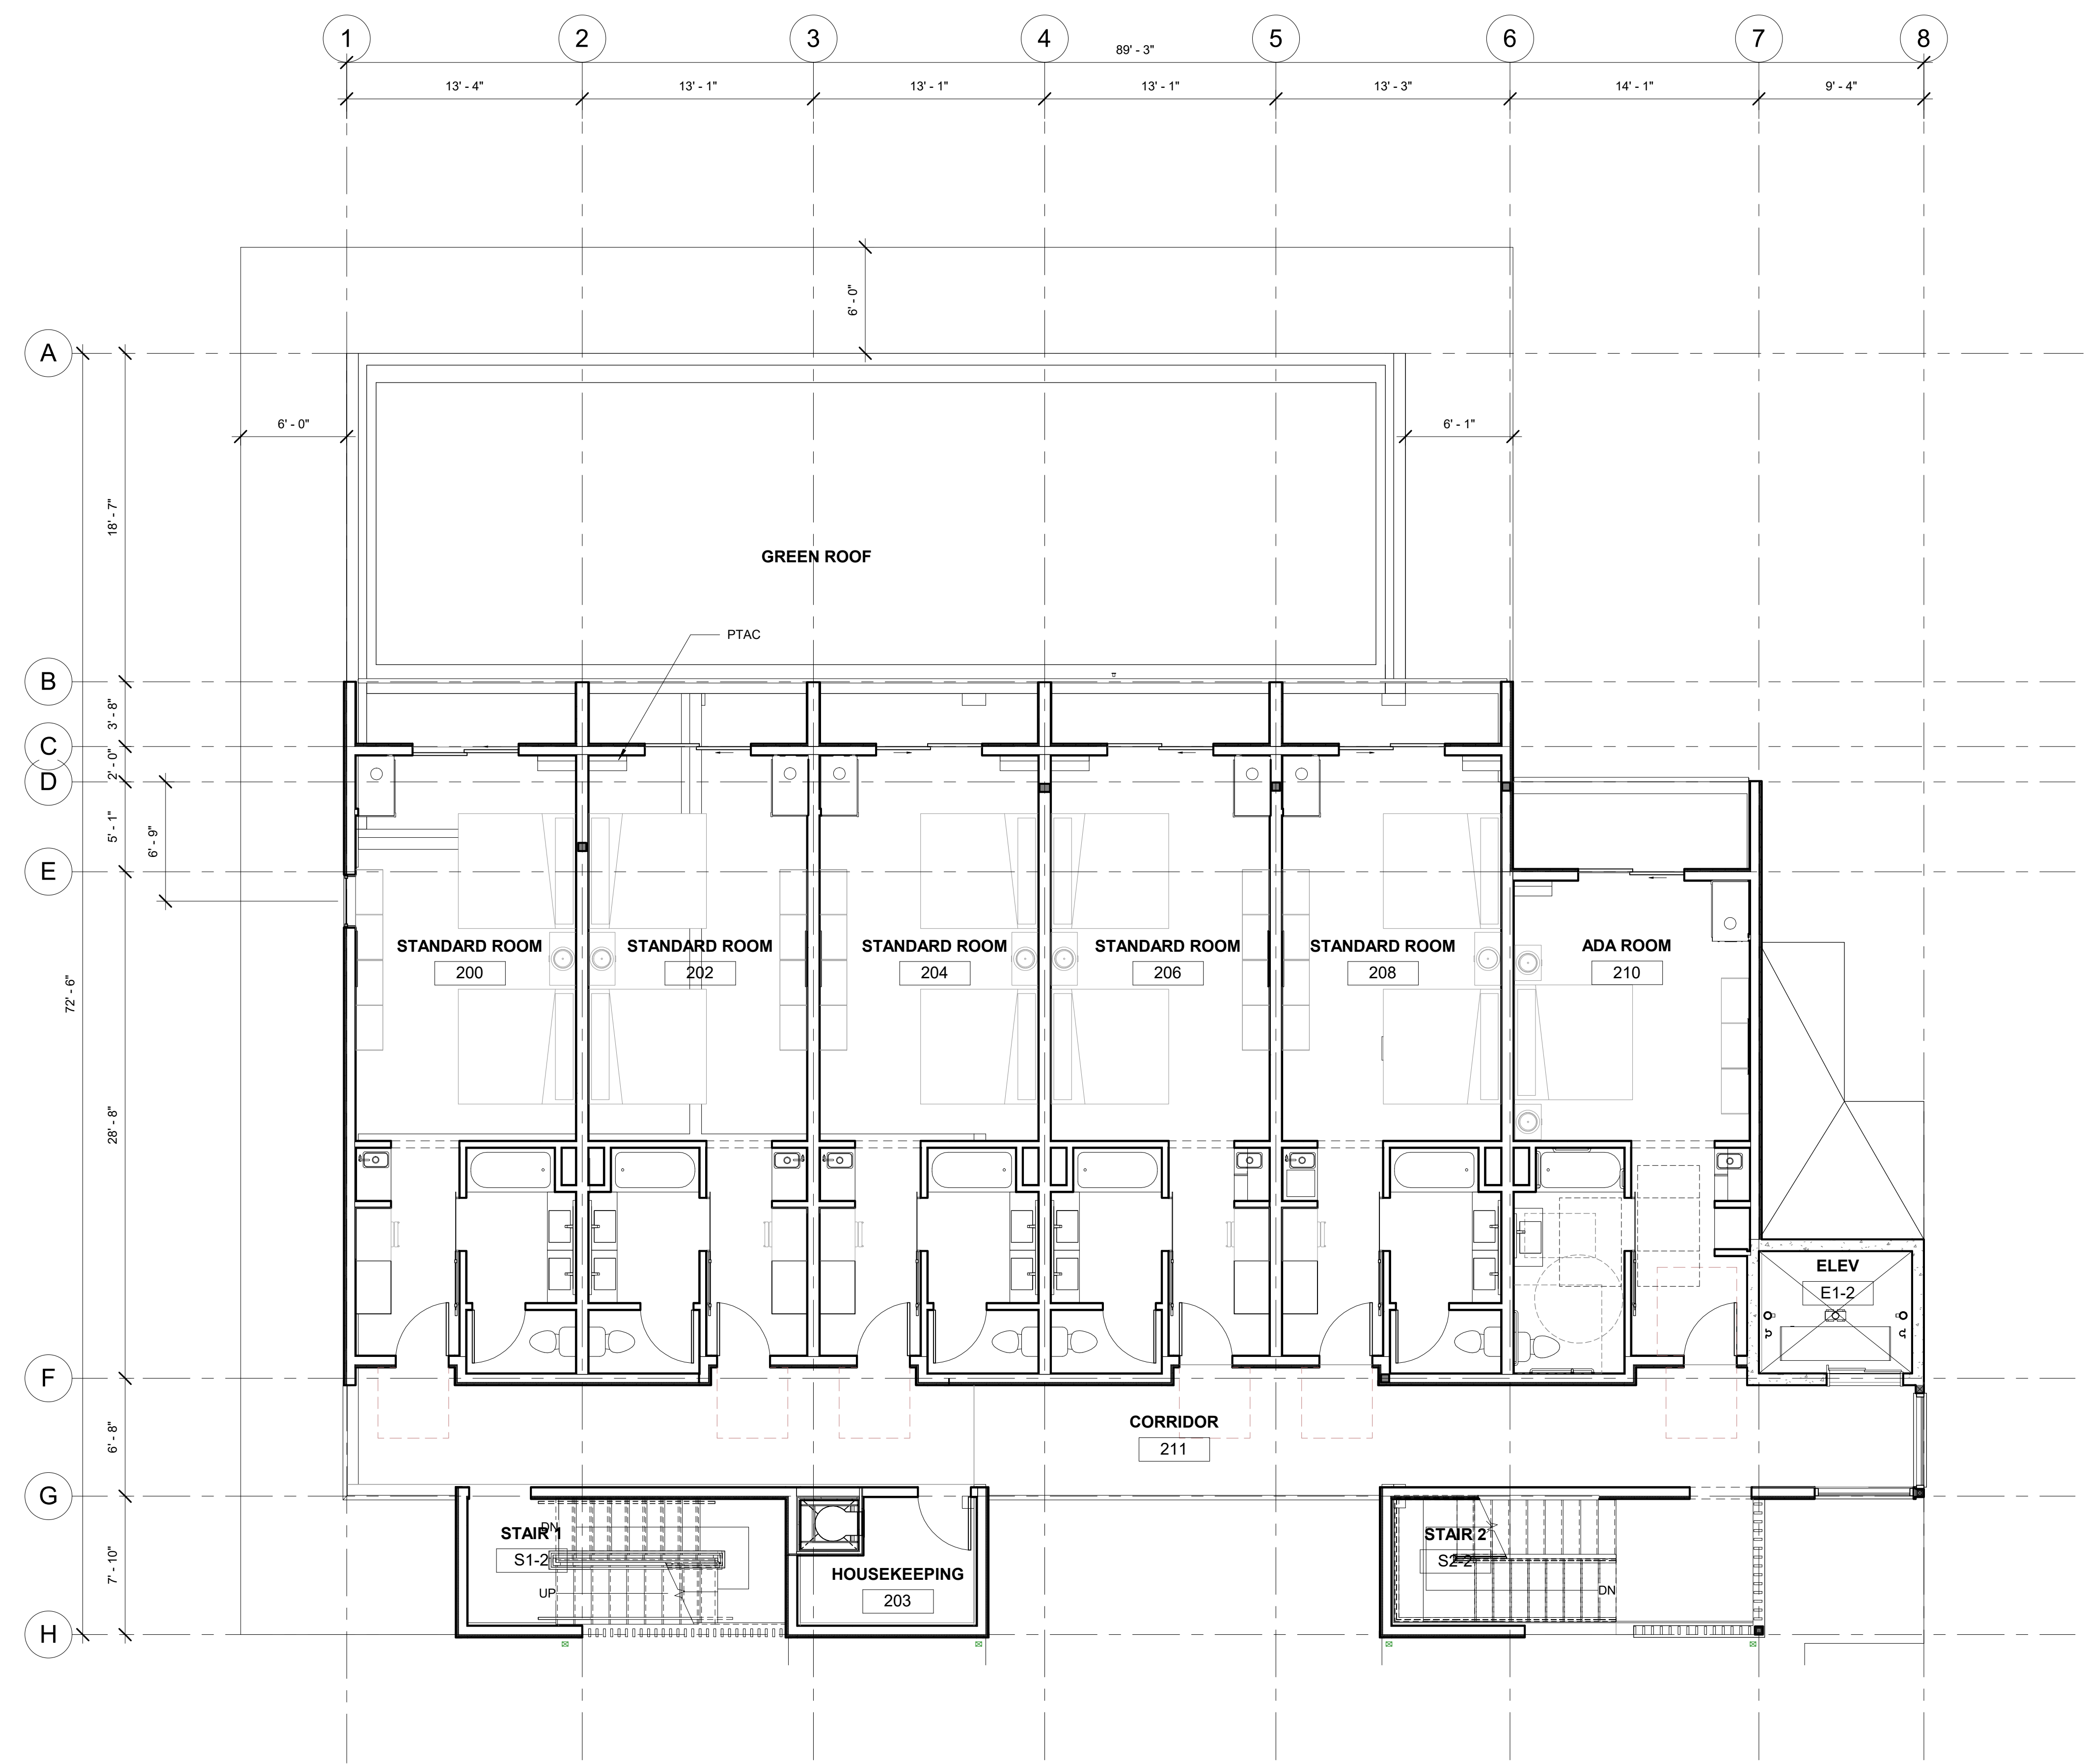 1 2 3 4 5 6 7 8
89' - 3"
13' - 4" 13' - 1" 13' - 1" 13' - 1" 13' - 3" 14' - 1" 9' - 4"
6' - 0"
A
6' - 0"
6' - 1"
18' - 7"
GREEN ROOF
PTAC
B
3' - 8"
C
2' - 0"
D
5' - 1"
6' - 9"
E
STANDARD ROOM
200
STANDARD ROOM
202
STANDARD ROOM
204
STANDARD ROOM
206
STANDARD ROOM
208
ADA ROOM
210
72' - 6"
28' - 8"
ELEV
E1-2
F
6' - 8"
CORRIDOR
211
G
7' - 10"
DN
STAIR 1
S1-2
UP
HOUSEKEEPING
203
STAIR 2
S2-2
DN
H